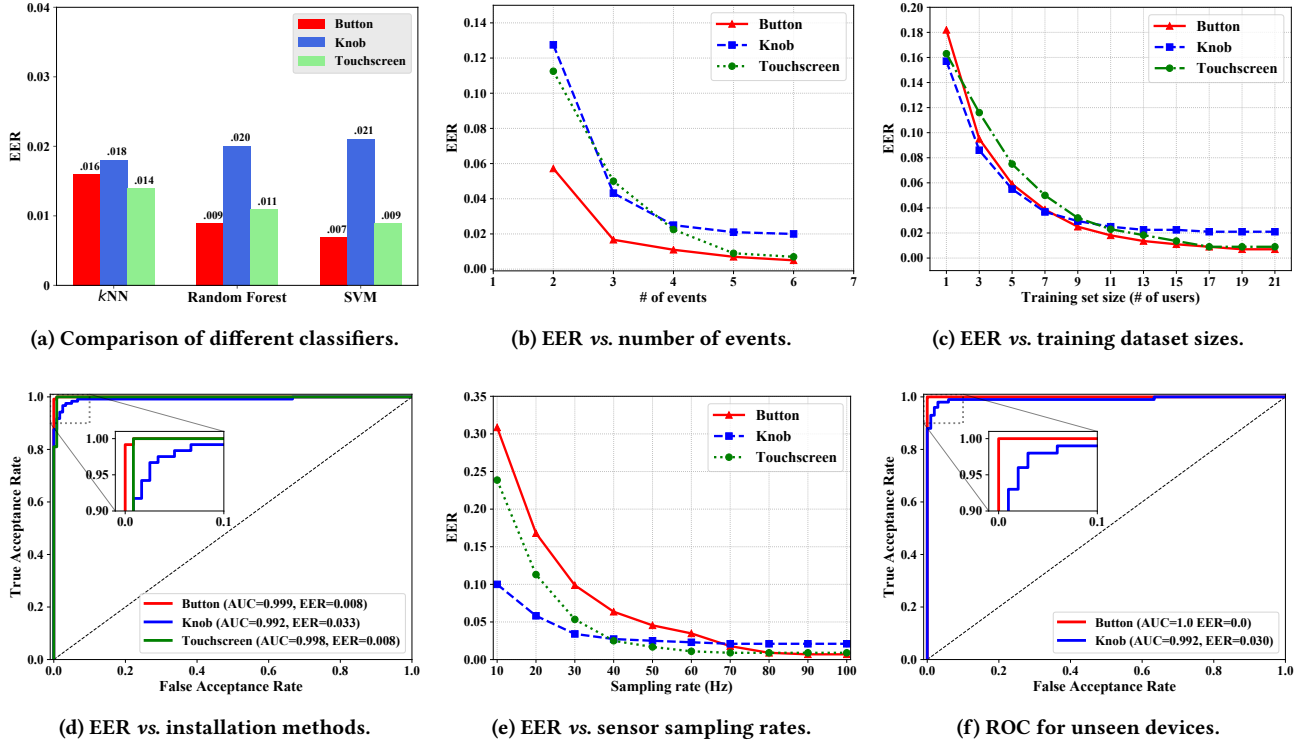 0.04
0.03
0.02
0.01
0
EER
Button
Knob
Touchscreen
.016
.018
.014
.009
.020
.011
.007
.021
.009
kNN
Random Forest
SVM
(a) Comparison of different classifiers.
0.14
0.12
0.10
0.08
0.06
0.04
0.02
0.00
EER
Button
Knob
Touchscreen
1 2 3 4 5 6 7
# of events
(b) EER vs. number of events.
0.20
0.18
0.16
0.14
0.12
0.10
0.08
0.06
0.04
0.02
0.00
EER
Button
Knob
Touchscreen
1 3 5 7 9 11 13 15 17 19 21
Training set size (# of users)
(c) EER vs. training dataset sizes.
1.0
0.8
0.6
0.4
0.2
0.0
True Acceptance Rate
1.00
0.95
0.90
0.0 0.1
Button (AUC=0.999, EER=0.008)
Knob (AUC=0.992, EER=0.033)
Touchscreen (AUC=0.998, EER=0.008)
0.0 0.2 0.4 0.6 0.8 1.0
False Acceptance Rate
(d) EER vs. installation methods.
0.35
0.30
0.25
0.20
0.15
0.10
0.05
0.00
EER
Button
Knob
Touchscreen
10 20 30 40 50 60 70 80 90 100
Sampling rate (Hz)
(e) EER vs. sensor sampling rates.
1.0
0.8
0.6
0.4
0.2
0.0
True Acceptance Rate
1.00
0.95
0.90
0.0 0.1
Button (AUC=1.0 EER=0.0)
Knob (AUC=0.992, EER=0.030)
0.0 0.2 0.4 0.6 0.8 1.0
False Acceptance Rate
(f) ROC for unseen devices.